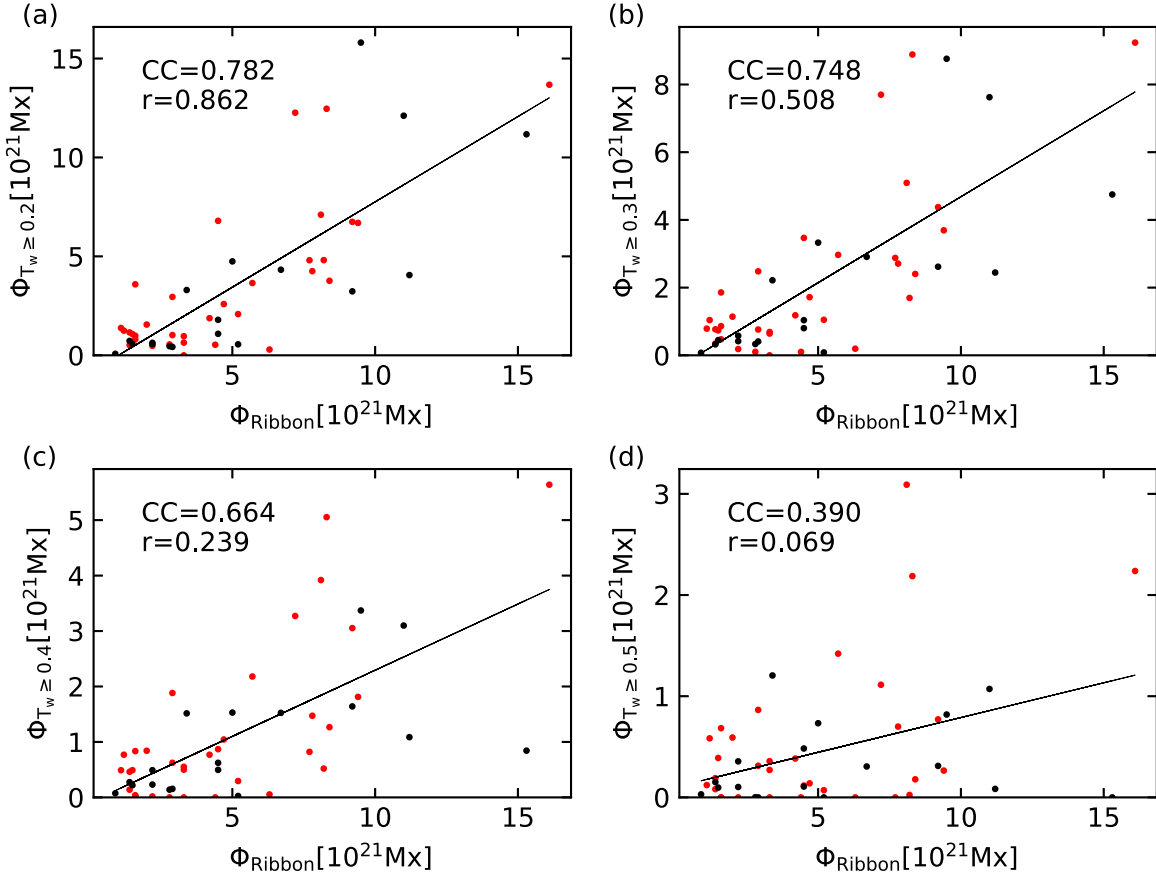 (a)
CC=0.782
r=0.862
15
10
5
0
Φ_{T_w ≥ 0.2}[10^{21}Mx]
5
10
15
Φ_{Ribbon}[10^{21}Mx]
(b)
CC=0.748
r=0.508
8
6
4
2
0
Φ_{T_w ≥ 0.3}[10^{21}Mx]
5
10
15
Φ_{Ribbon}[10^{21}Mx]
(c)
CC=0.664
r=0.239
5
4
3
2
1
0
Φ_{T_w ≥ 0.4}[10^{21}Mx]
5
10
15
Φ_{Ribbon}[10^{21}Mx]
(d)
CC=0.390
r=0.069
3
2
1
0
Φ_{T_w ≥ 0.5}[10^{21}Mx]
5
10
15
Φ_{Ribbon}[10^{21}Mx]